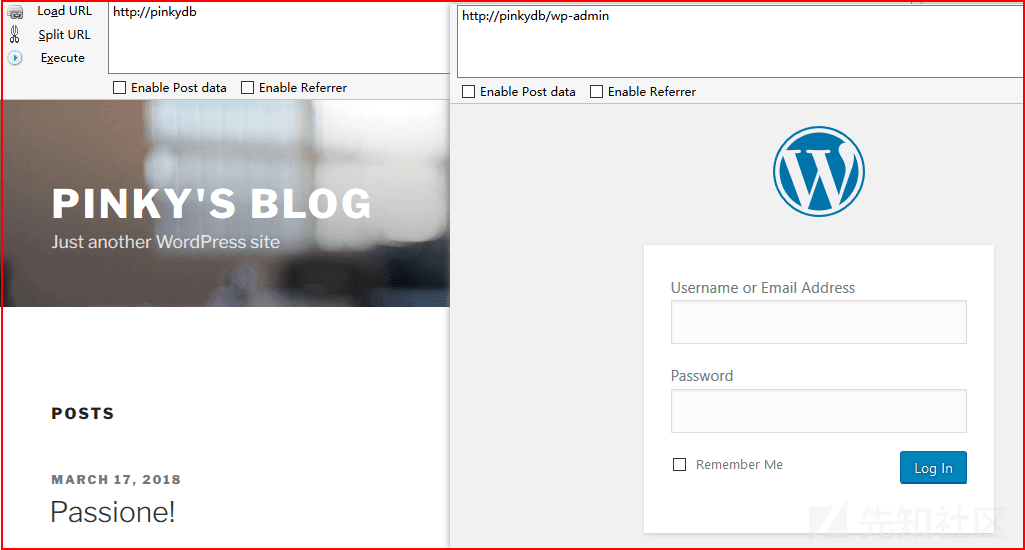 Load URL
Split URL
Execute
http://pinkydb
Enable Post data
Enable Referrer
PINKY'S BLOG
Just another WordPress site
POSTS
MARCH 17, 2018
Passione!
http://pinkydb/wp-admin
Enable Post data
Enable Referrer
W
Username or Email Address
Password
Remember Me
Log In
先知社区